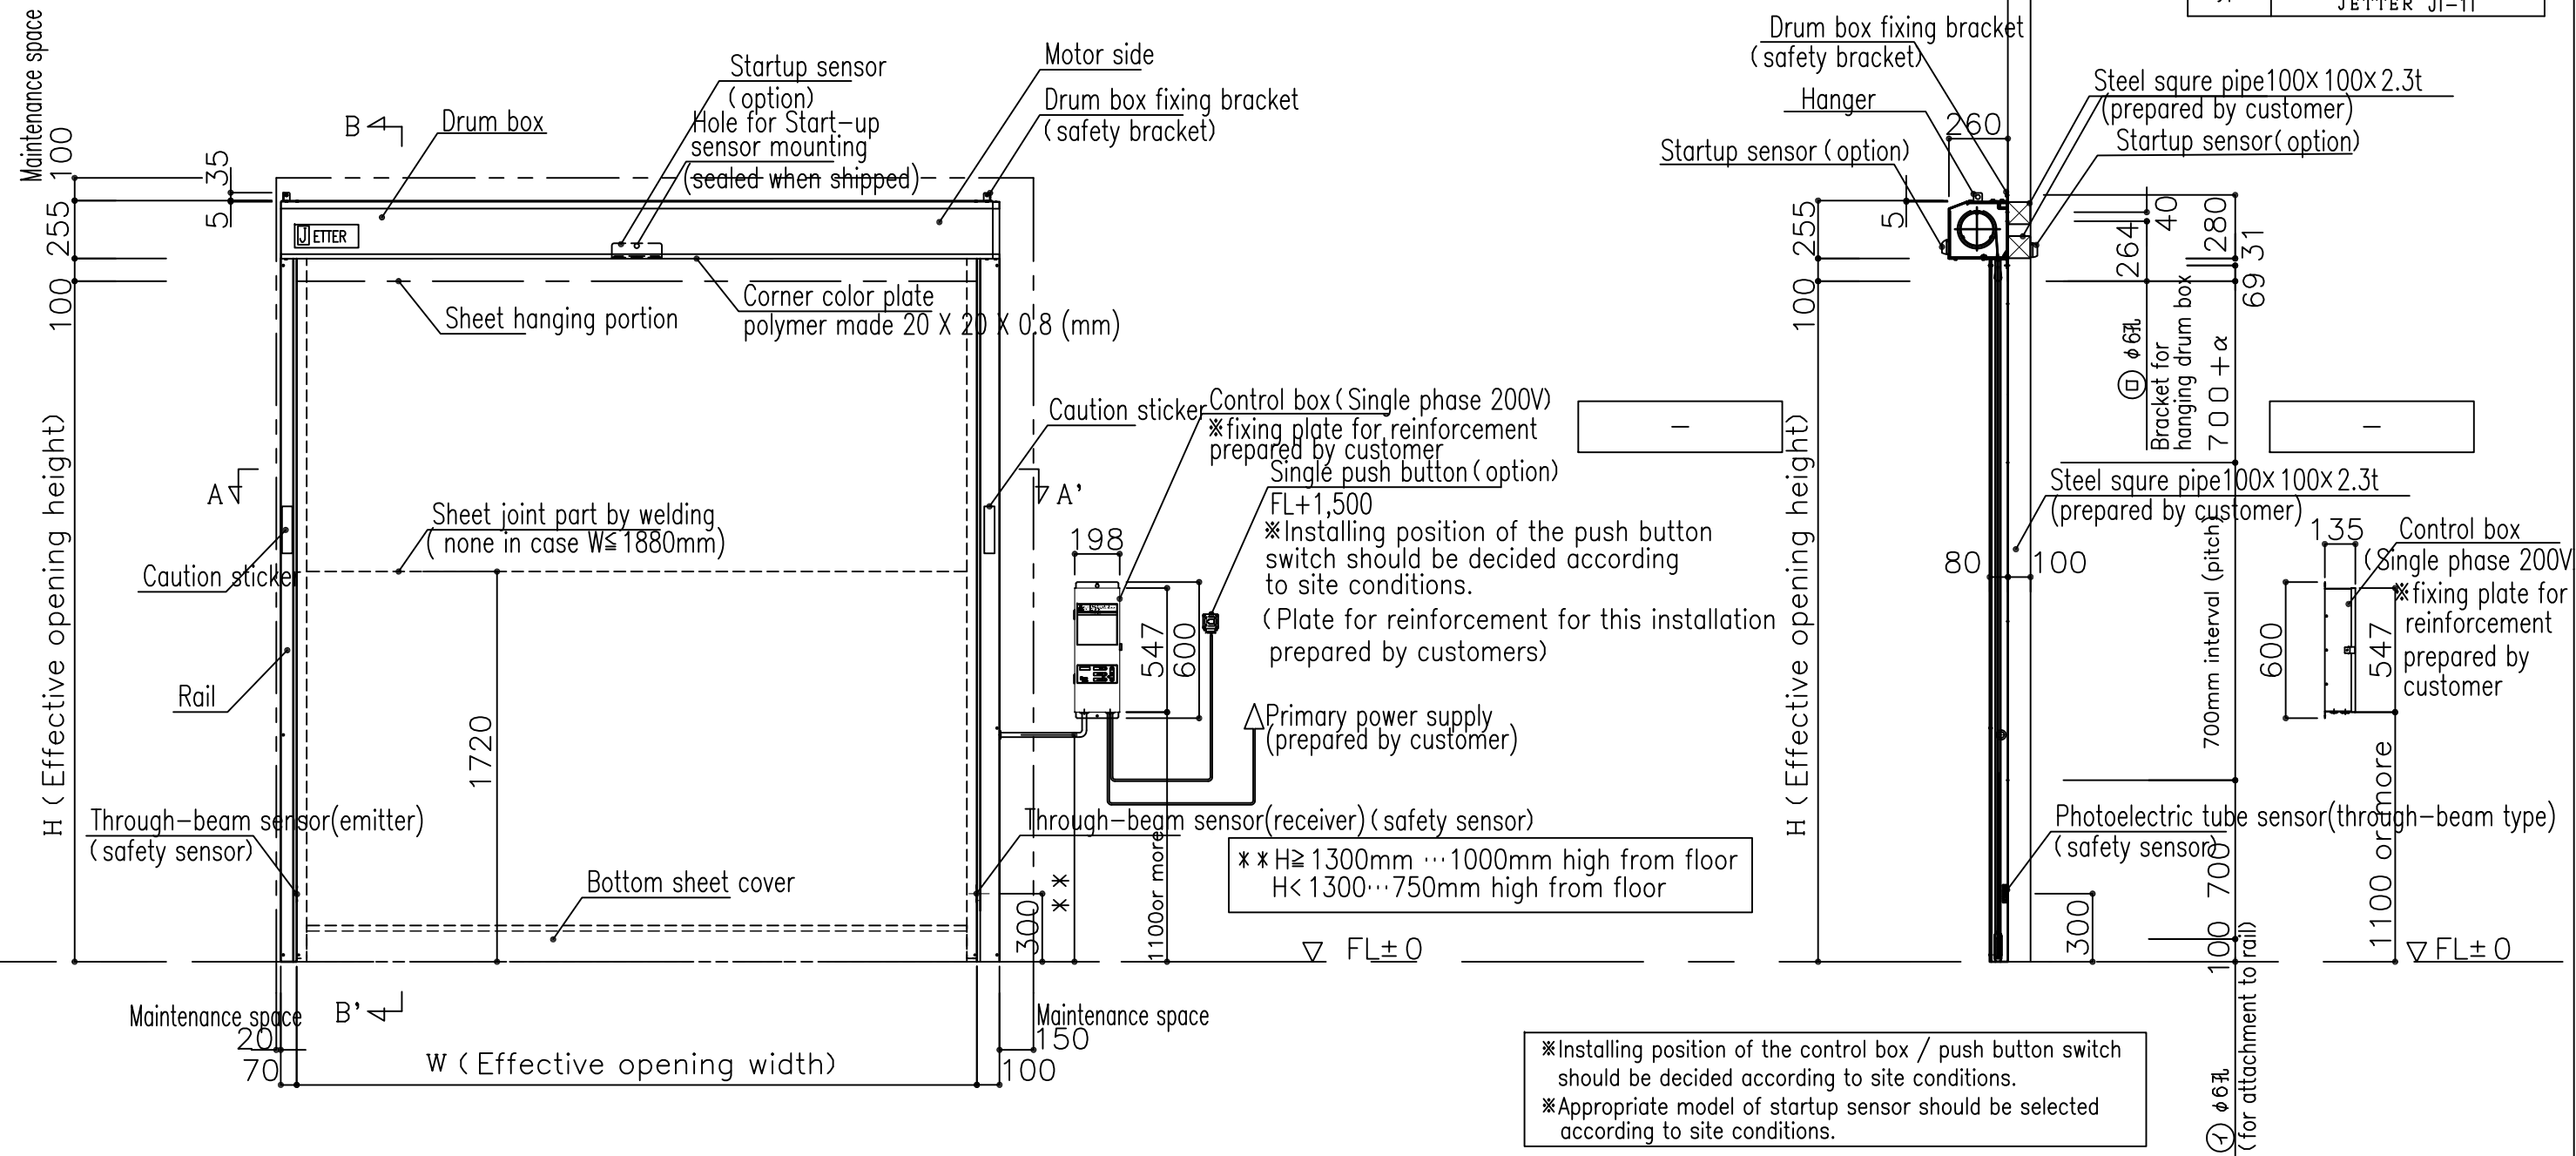 Maintenance space
100
35
255
5
100
H (Effective opening height)
B
Drum box
Startup sensor
(option)
Hole for Start-up
sensor mounting
(sealed when shipped)
Motor side
Drum box fixing bracket
(safety bracket)
JETTER
Sheet hanging portion
Corner color plate
polymer made 20 X 20 X 0.8 (mm)
A
A'
Caution sticker
Sheet joint part by welding
( none in case W≦1880mm)
Caution sticker
Rail
1720
Through-beam sensor(emitter)
(safety sensor)
Bottom sheet cover
Control box(Single phase 200V)
※fixing plate for reinforcement
prepared by customer
Single push button(option)
FL+1,500
※Installing position of the push button
switch should be decided according
to site conditions.
(Plate for reinforcement for this installation
prepared by customers)
198
547
600
Primary power supply
(prepared by customer)
Through-beam sensor(receiver)(safety sensor)
**H≧1300mm …1000mm high from floor
H<1300…750mm high from floor
300
**
1100or more
FL±0
B'
Maintenance space
20
70
W (Effective opening width)
Maintenance space
150
100
JETTER JT-11
Drum box fixing bracket
(safety bracket)
Hanger
260
Startup sensor(option)
Steel squre pipe100×100×2.3t
(prepared by customer)
Startup sensor(option)
255
5
100
H (Effective opening height)
264
40
280
31
69
ロ φ6孔
Bracket for
hanging drum box
700+α
-
-
Steel squre pipe100×100×2.3t
(prepared by customer)
80
100
700mm interval (pitch)
135
Control box
(Single phase 200V
※fixing plate for
reinforcement
prepared by
customer
600
547
Photoelectric tube sensor(through-beam type)
(safety sensor)
700
100
300
1100 or more
FL±0
イ φ6孔
(for attachment to rail)
※Installing position of the control box / push button switch
should be decided according to site conditions.
※Appropriate model of startup sensor should be selected
according to site conditions.